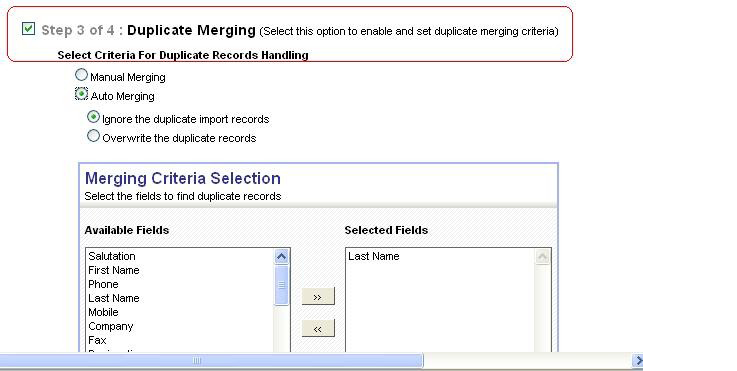 Step 3 of 4 : Duplicate Merging (Select this option to enable and set duplicate merging criteria)
Select Criteria For Duplicate Records Handling
Manual Merging
Auto Merging
Ignore the duplicate import records
Overwrite the duplicate records
Merging Criteria Selection
Select the fields to find duplicate records
Available Fields
Selected Fields
Salutation
First Name
Phone
Last Name
Mobile
Company
Fax
Last Name
>>
<<